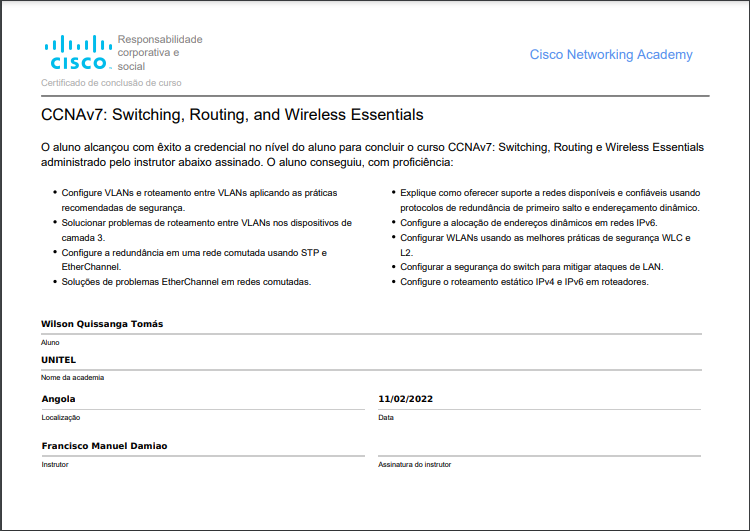 Responsabilidade
corporativa e
social
CISCO
Cisco Networking Academy
Certificado de conclusão de curso
CCNAv7: Switching, Routing, and Wireless Essentials
O aluno alcançou com êxito a credencial no nível do aluno para concluir o curso CCNAv7: Switching, Routing e Wireless Essentials
administrado pelo instrutor abaixo assinado. O aluno conseguiu, com proficiência:
• Configure VLANs e roteamento entre VLANs aplicando as práticas
recomendadas de segurança.
• Solucionar problemas de roteamento entre VLANs nos dispositivos de
camada 3.
• Configure a redundância em uma rede comutada usando STP e
EtherChannel.
• Soluções de problemas EtherChannel em redes comutadas.
• Explique como oferecer suporte a redes disponíveis e confiáveis usando
protocolos de redundância de primeiro salto e endereçamento dinâmico.
• Configure a alocação de endereços dinâmicos em redes IPv6.
• Configurar WLANs usando as melhores práticas de segurança WLC e
L2.
• Configurar a segurança do switch para mitigar ataques de LAN.
• Configure o roteamento estático IPv4 e IPv6 em roteadores.
Wilson Quissanga Tomás
Aluno
UNITEL
Nome da academia
Angola
Localização
11/02/2022
Data
Francisco Manuel Damiao
Instrutor
Assinatura do instrutor